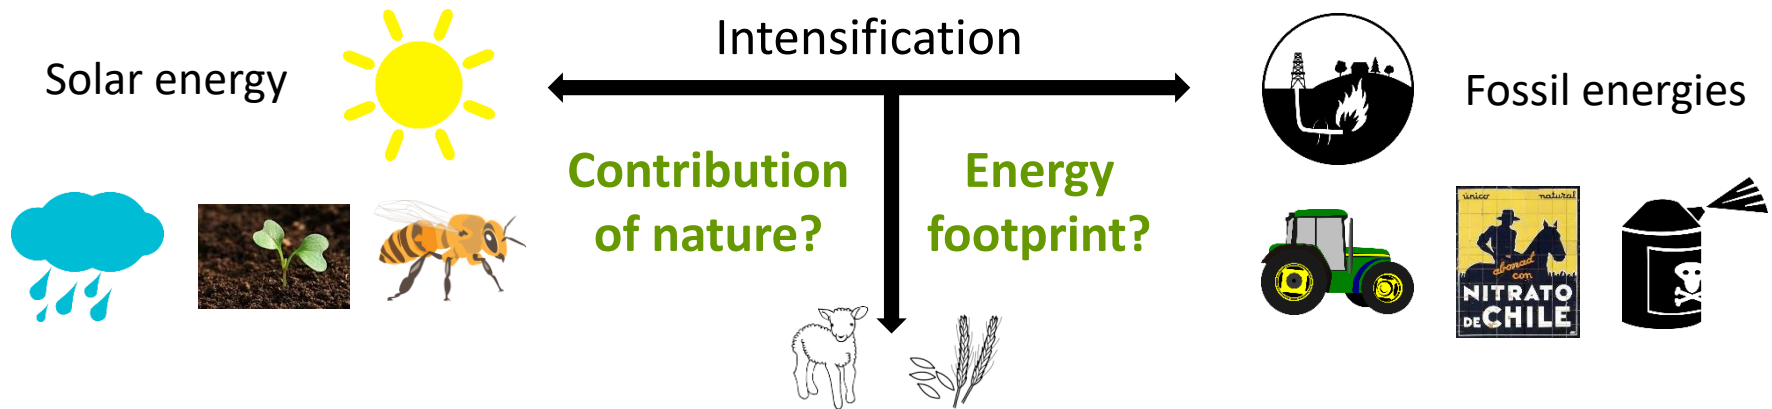 Intensification
Solar energy
Fossil energies
Contribution
of nature?
Energy
footprint?
único natural
abonad
con
NITRATO
DE CHILE